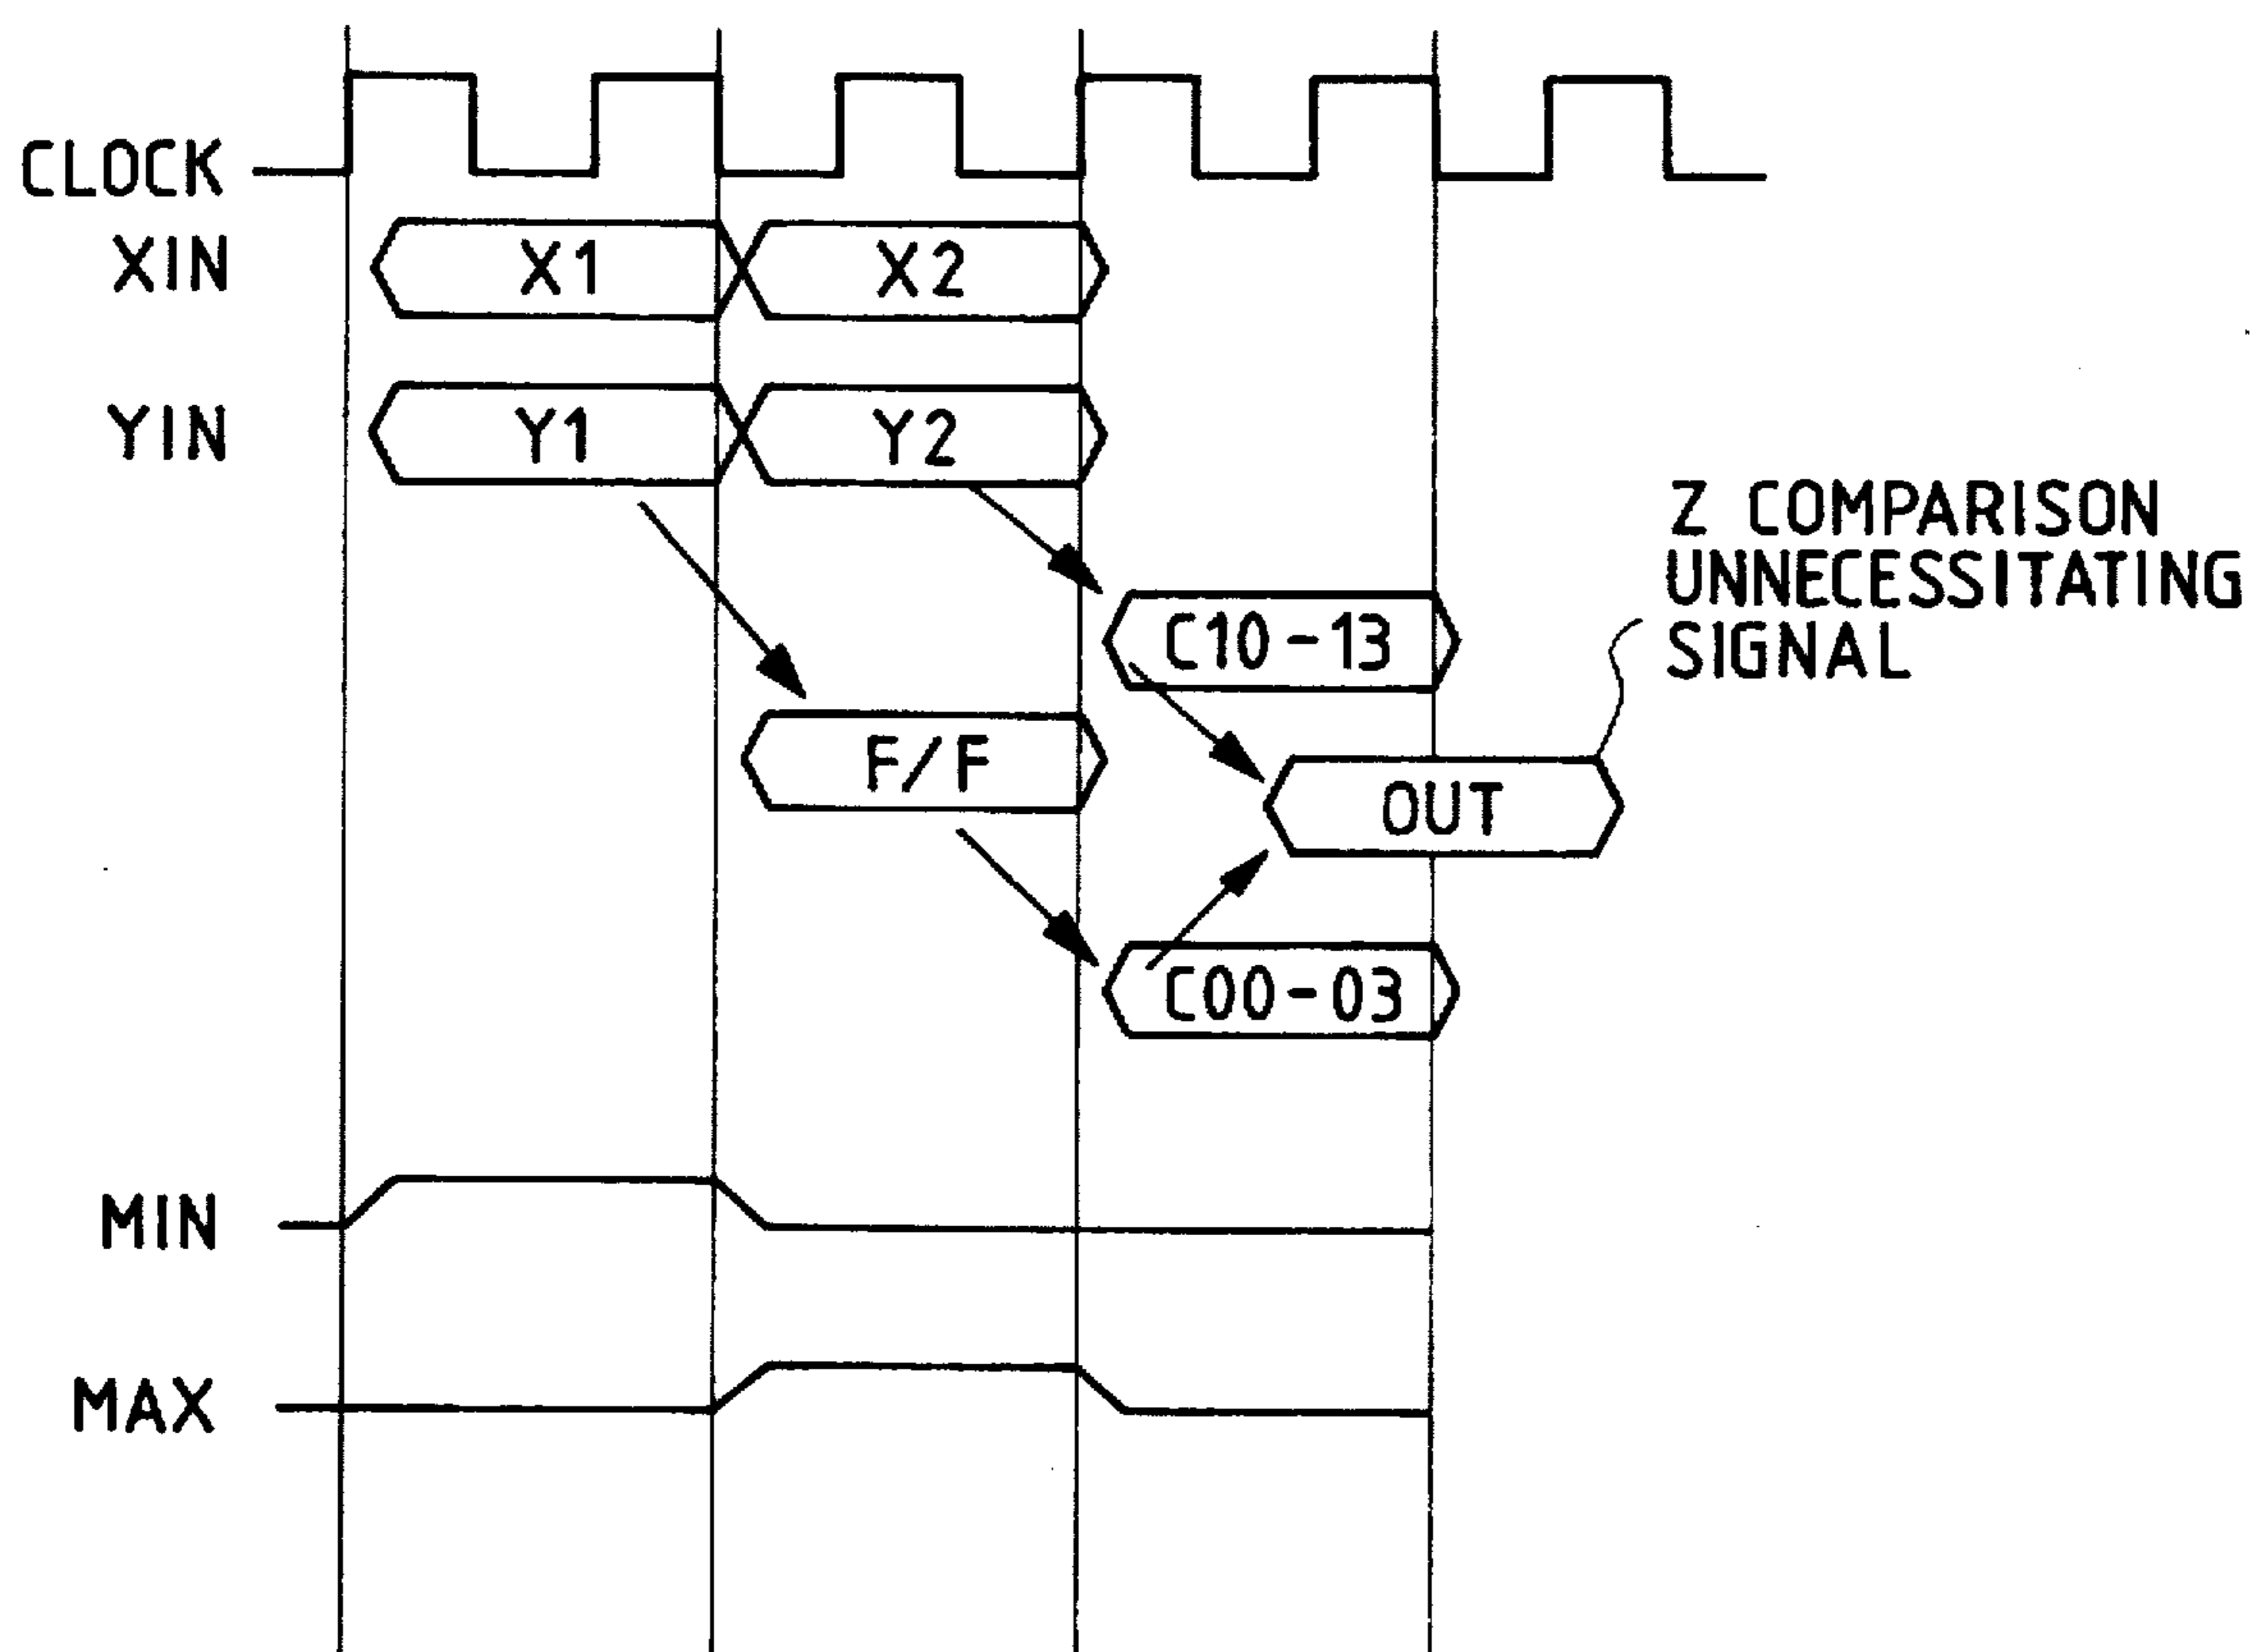 CLOCK
XIN X1 X2
YIN Y1 Y2
Z COMPARISON
UNNECESSITATING
SIGNAL
C10-13
F/F
OUT
C00-03
MIN
MAX